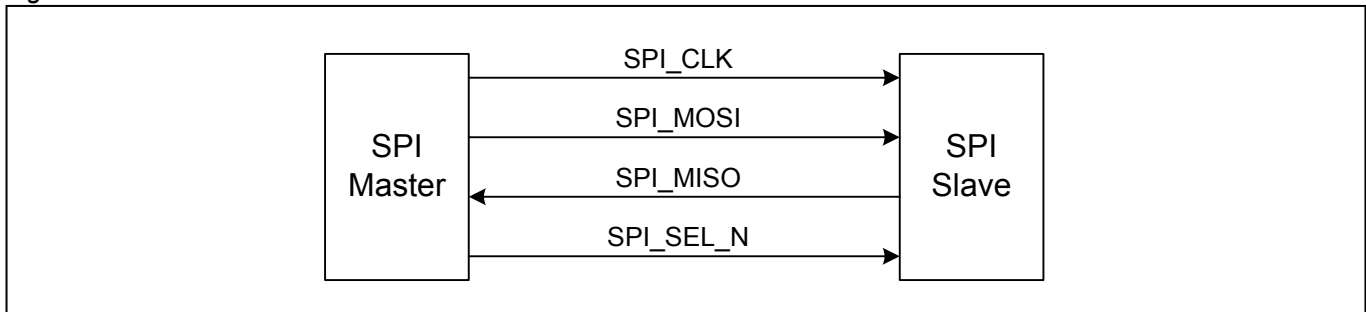 SPI_CLK
SPI_MOSI
SPI
Master
SPI_MISO
SPI
Slave
SPI_SEL_N